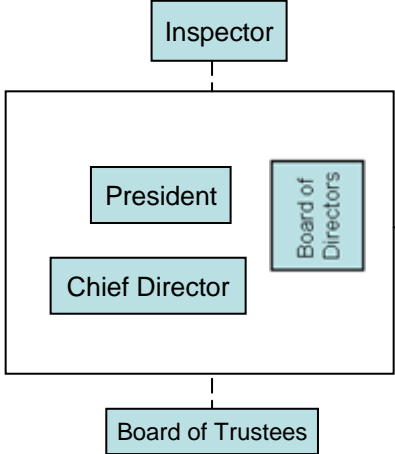 Inspector
President
Board of
Directors
Chief Director
Board of Trustees